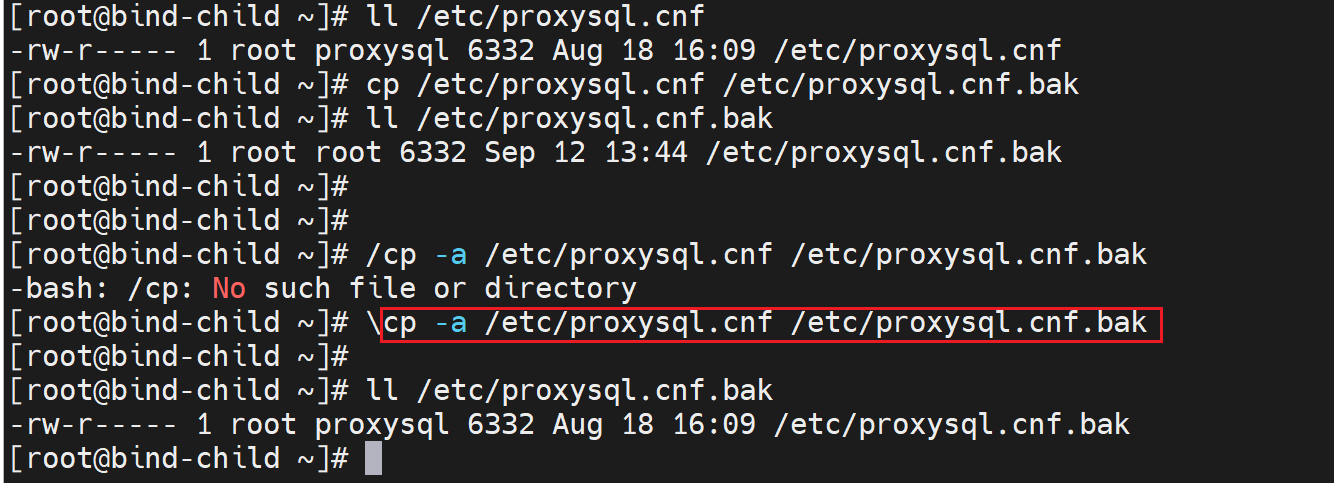 [root@bind-child ~]# ll /etc/proxysql.cnf
-rw-r----- 1 root proxysql 6332 Aug 18 16:09 /etc/proxysql.cnf
[root@bind-child ~]# cp /etc/proxysql.cnf /etc/proxysql.cnf.bak
[root@bind-child ~]# ll /etc/proxysql.cnf.bak
-rw-r----- 1 root root 6332 Sep 12 13:44 /etc/proxysql.cnf.bak
[root@bind-child ~]#
[root@bind-child ~]#
[root@bind-child ~]# /cp -a /etc/proxysql.cnf /etc/proxysql.cnf.bak
-bash: /cp: No such file or directory
[root@bind-child ~]# \cp -a /etc/proxysql.cnf /etc/proxysql.cnf.bak
[root@bind-child ~]#
[root@bind-child ~]# ll /etc/proxysql.cnf.bak
-rw-r----- 1 root proxysql 6332 Aug 18 16:09 /etc/proxysql.cnf.bak
[root@bind-child ~]#